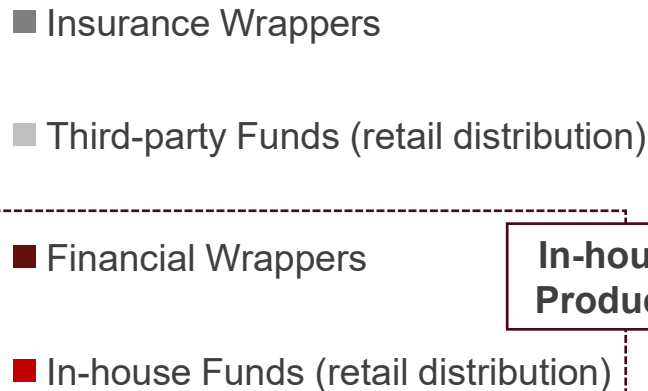 Insurance Wrappers
Third-party Funds (retail distribution)
Financial Wrappers
In-house Funds (retail distribution)